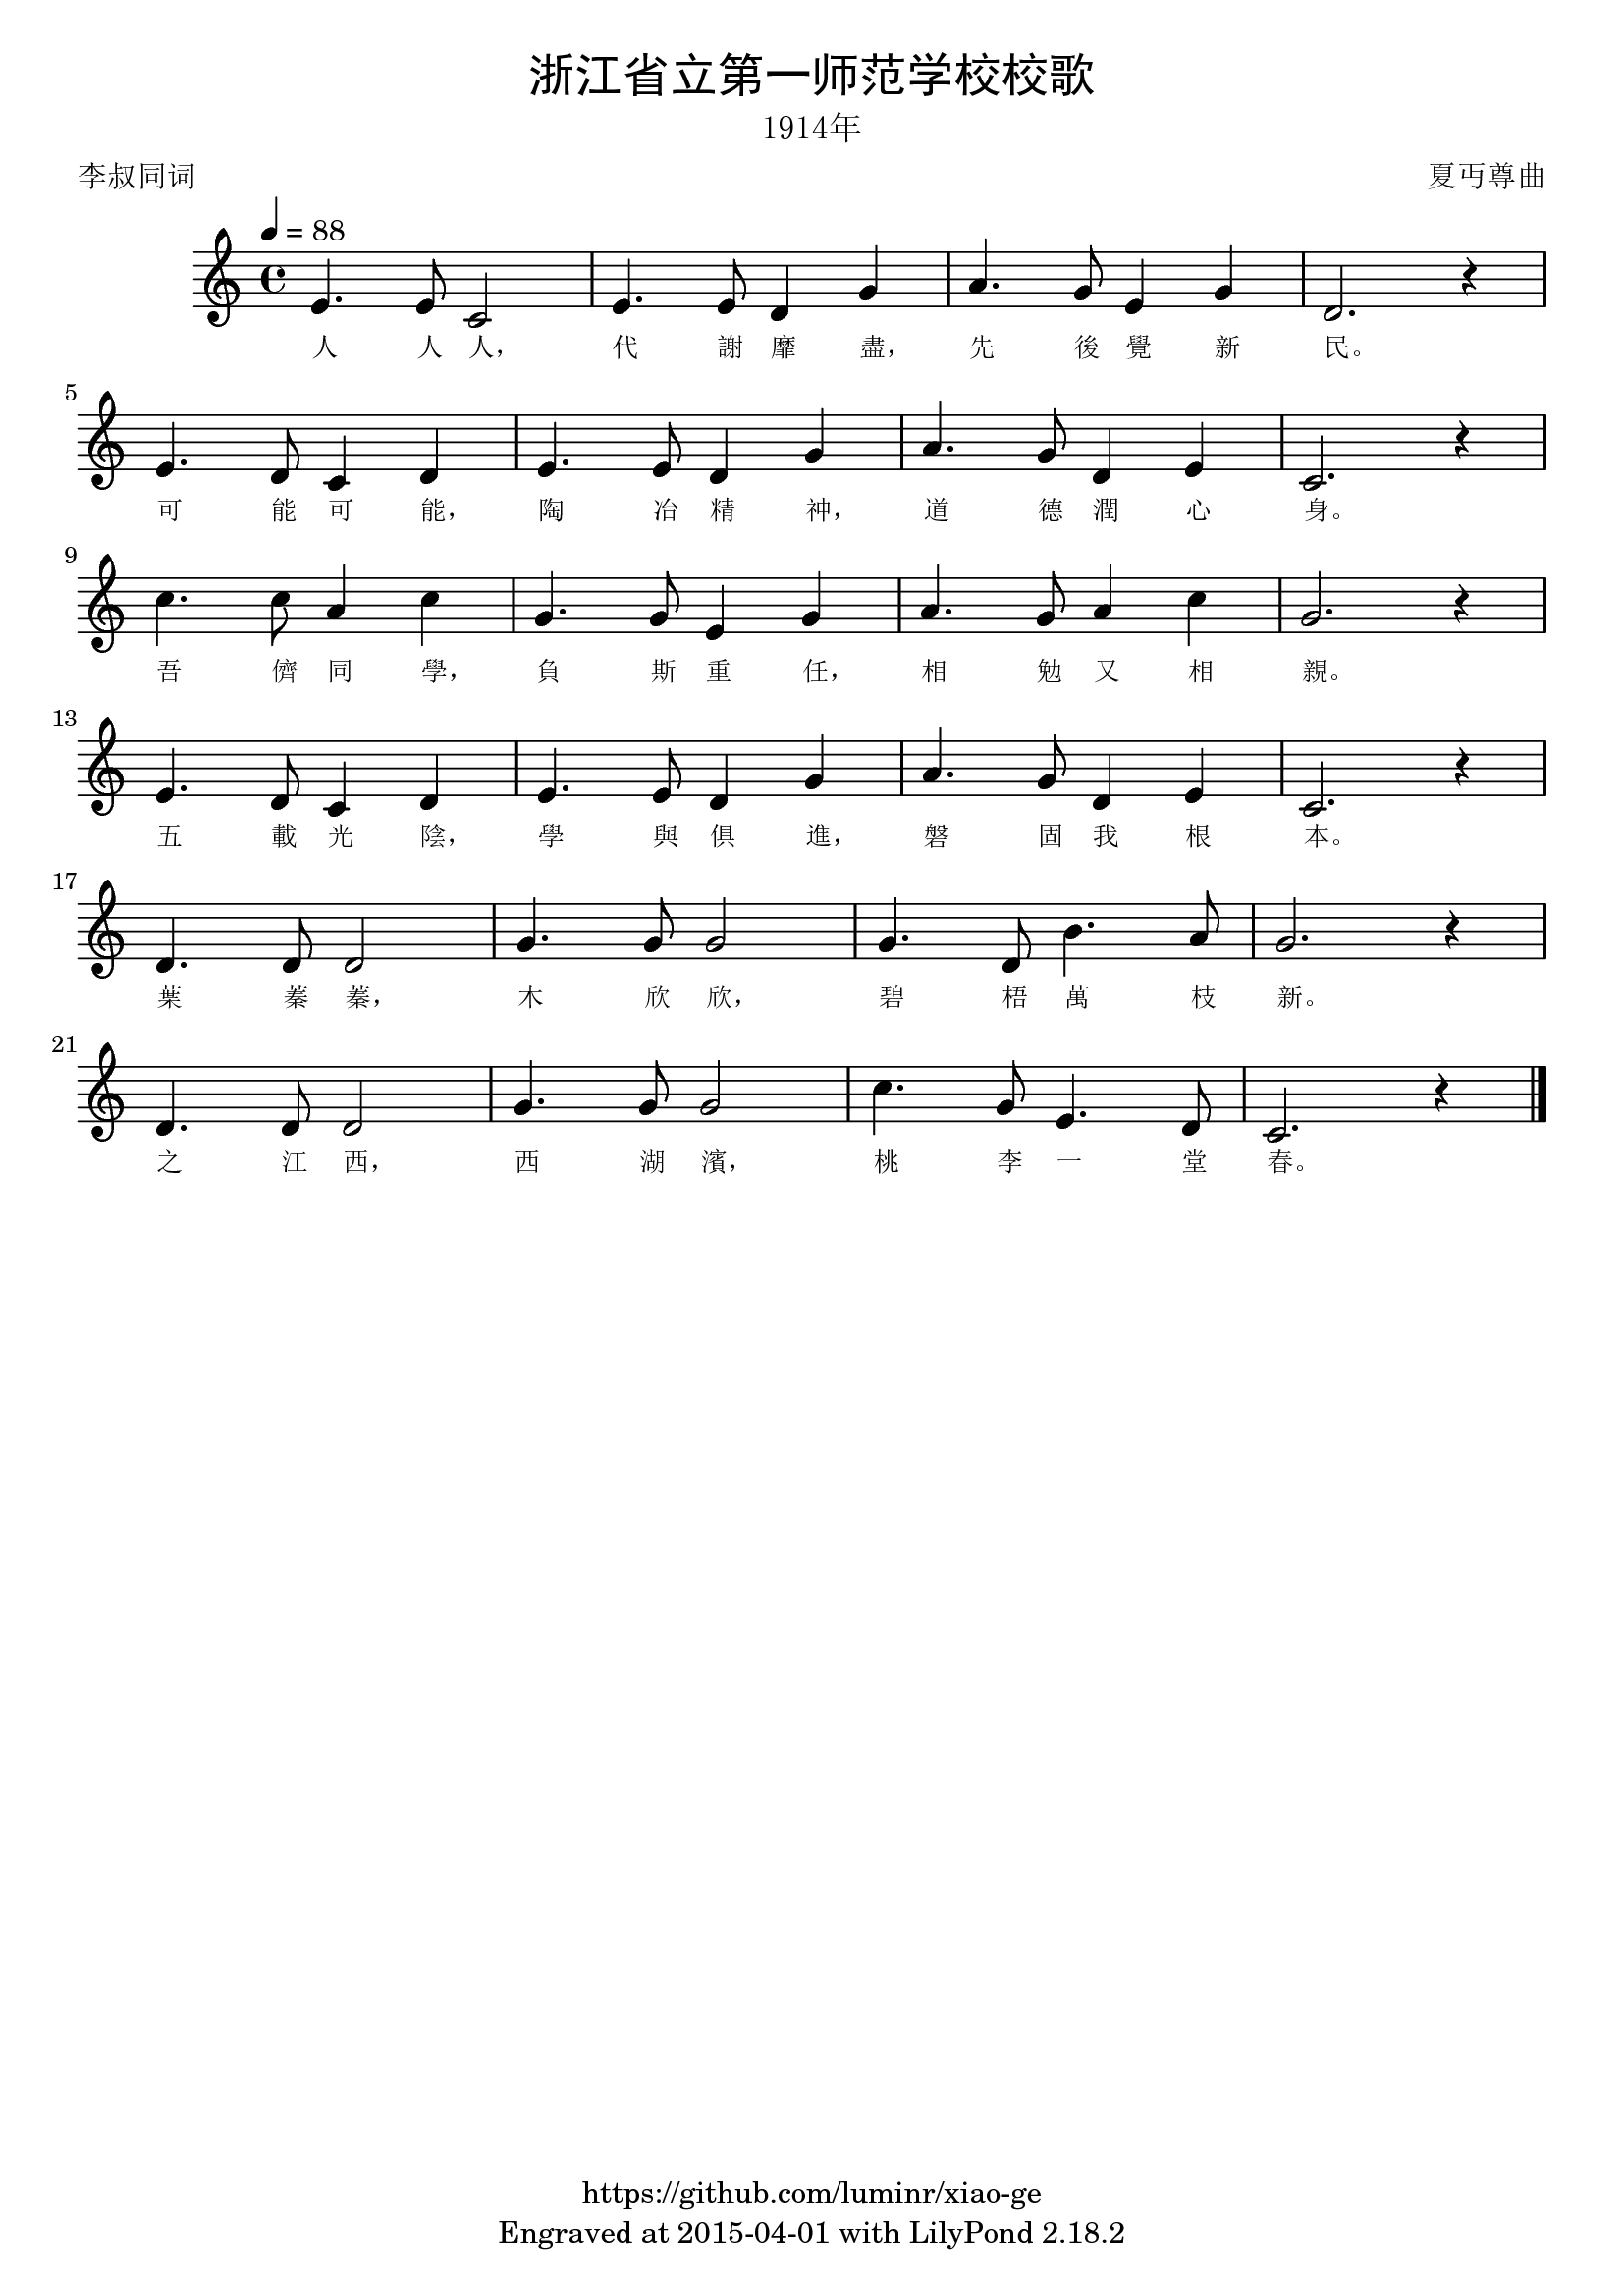 浙江省立第一师范学校校歌
1914年
李叔同词 夏丏尊曲
= 88
人 人 人， 代 謝 靡 盡， 先 後 覺 新 民。
5
可 能 可 能， 陶 冶 精 神， 道 德 潤 心 身。
9
吾 儕 同 學， 負 斯 重 任， 相 勉 又 相 親。
13
五 載 光 陰， 學 與 俱 進， 磐 固 我 根 本。
17
葉 蓁 蓁， 木 欣 欣， 碧 梧 萬 枝 新。
21
之 江 西， 西 湖 濱， 桃 李 一 堂 春。
https://github.com/luminr/xiao-ge
Engraved at 2015-04-01 with LilyPond 2.18.2